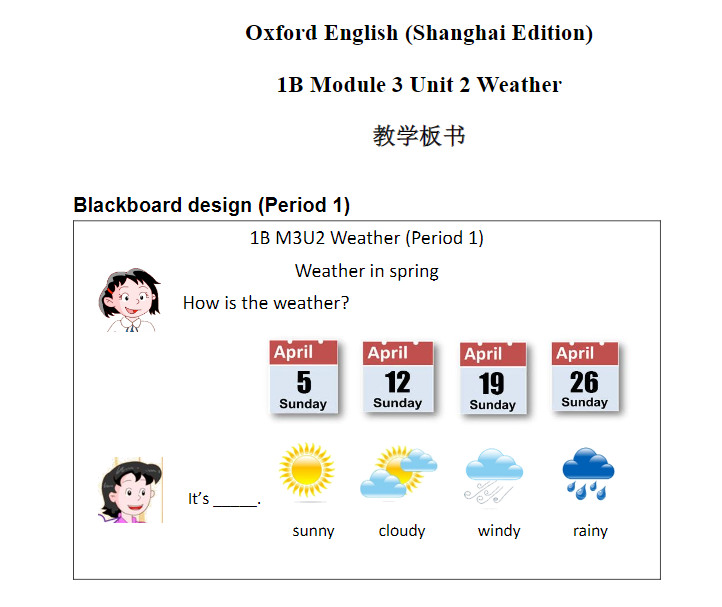 Oxford English (Shanghai Edition)
1B Module 3 Unit 2 Weather
教学板书
Blackboard design (Period 1)
1B M3U2 Weather (Period 1)
Weather in spring
How is the weather?
April April April April
5 12 19 26
Sunday Sunday Sunday Sunday
It’s _____.
sunny cloudy windy rainy